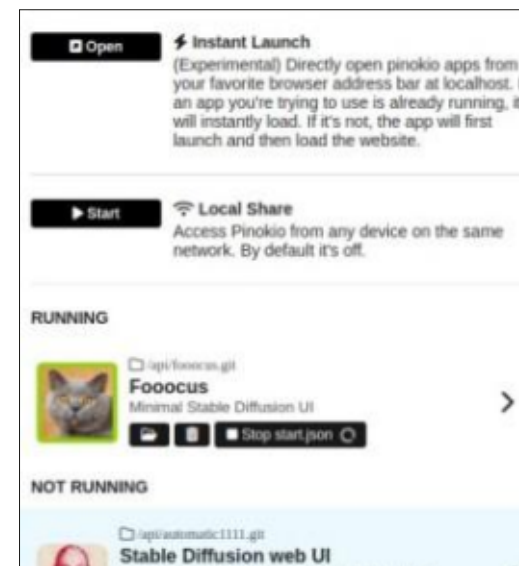 Open
Instant Launch
(Experimental) Directly open pinokio apps from
your favorite browser address bar at localhost.
an app you're trying to use is already running, it
will instantly load. If it's not, the app will first
launch and then load the website.
Start
Local Share
Access Pinokio from any device on the same
network. By default it's off.
RUNNING
/api/fooocus.git
Fooocus
Minimal Stable Diffusion UI
Stop start.json
NOT RUNNING
/api/automatic1111.git
Stable Diffusion web UI